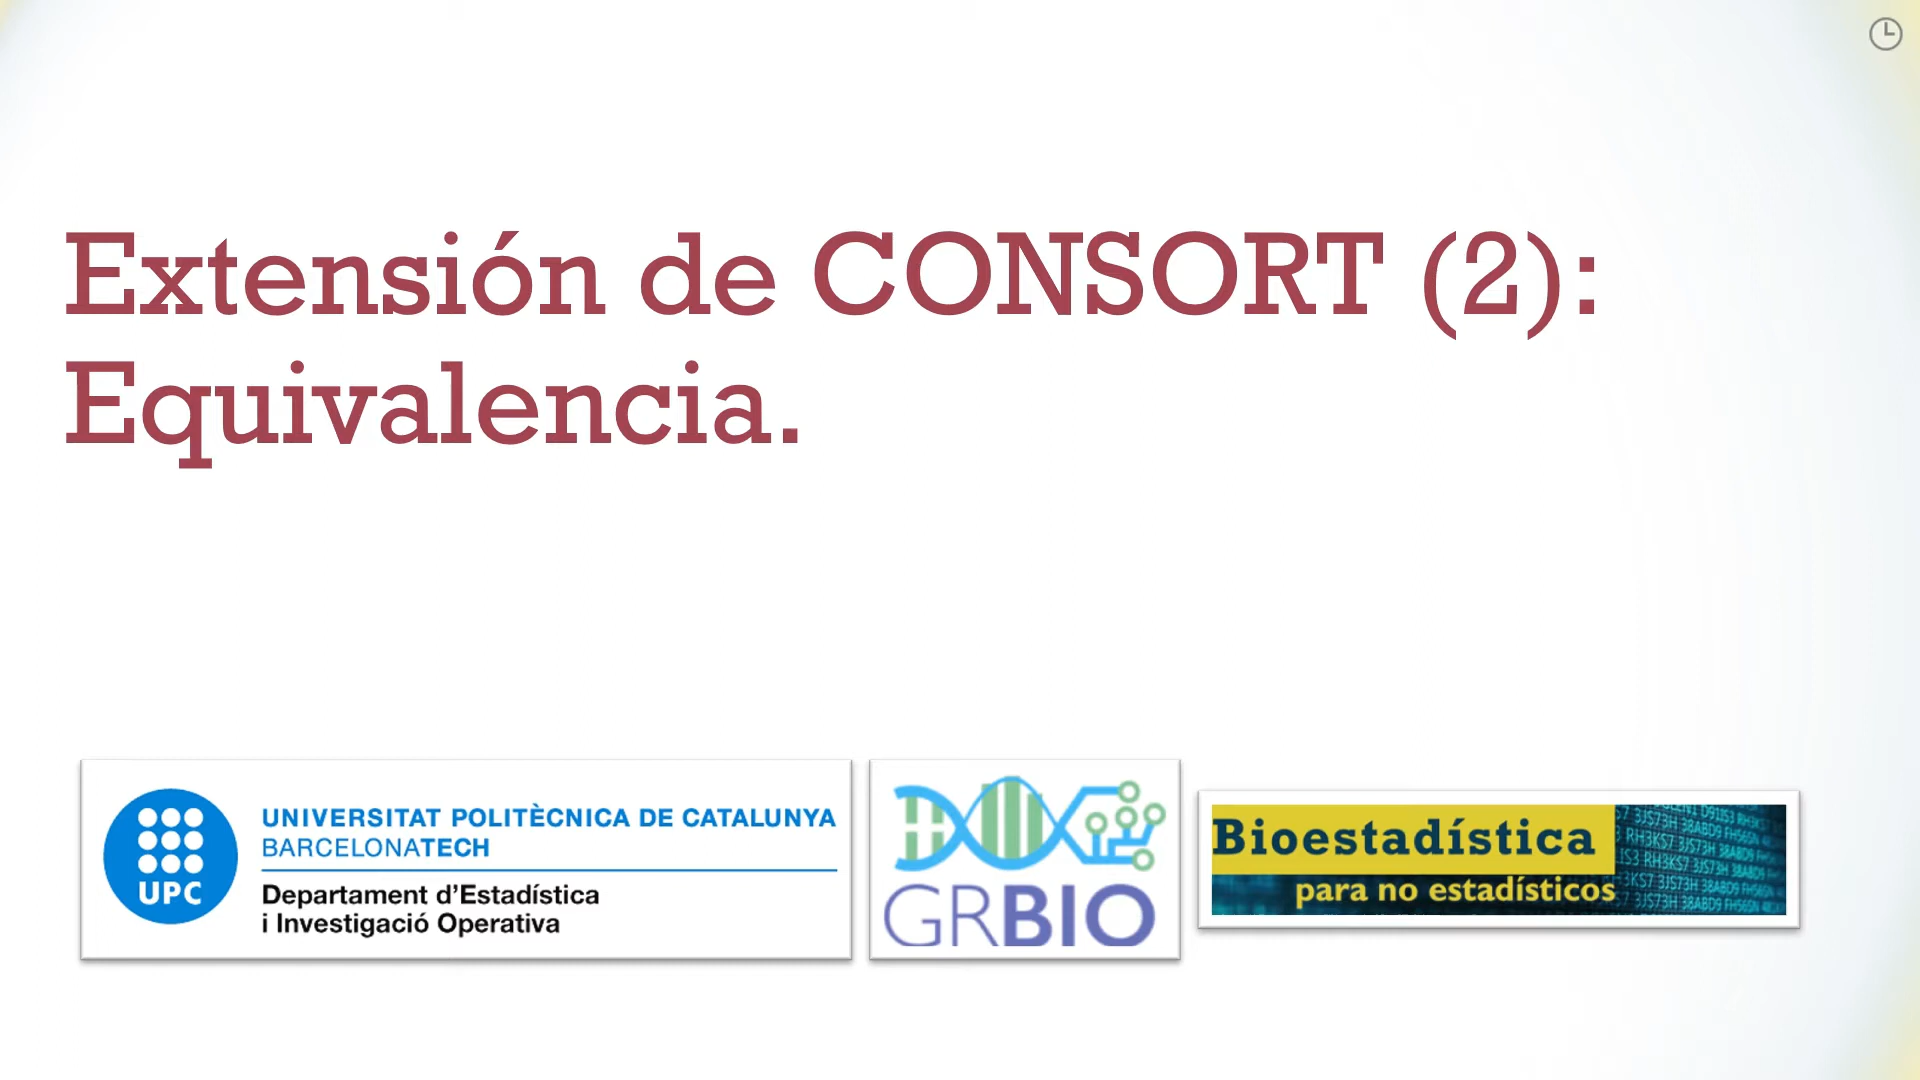 Extensión de CONSORT (2):
Equivalencia.
UNIVERSITAT POLITÈCNICA DE CATALUNYA
BARCELONATECH
Departament d’Estadística
i Investigació Operativa
UPC
GRBIO
Bioestadística
para no estadísticos